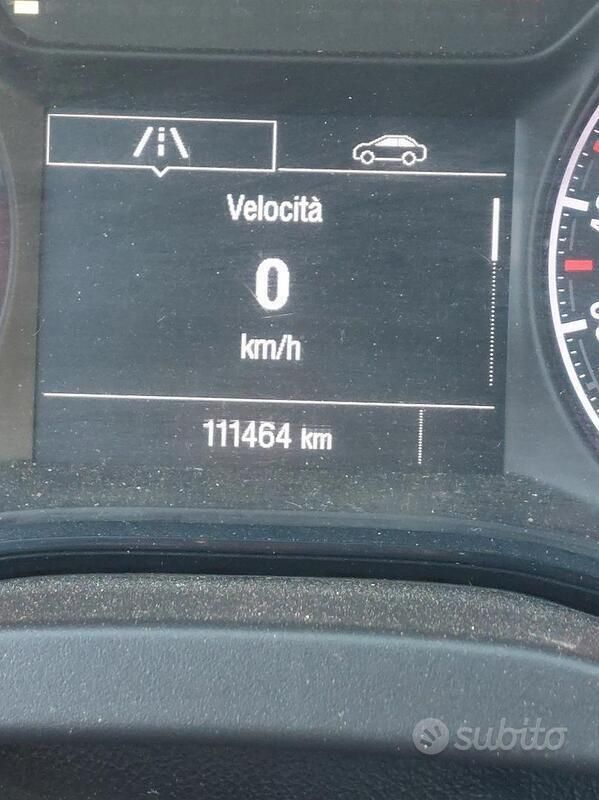 Velocità
0
km/h
111464 km
subito